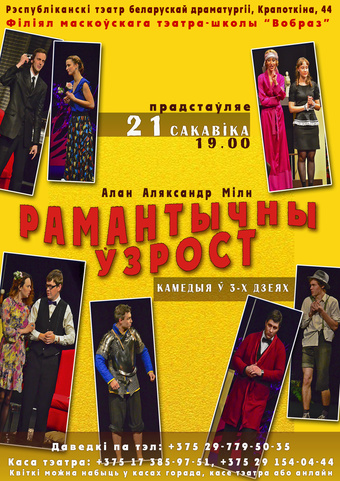 Рэспубліканскі тэатр беларускай драматургіі, Крапоткіна, 44
Філіял маскоўскага тэатра-школы "Вобраз"
прадстаўляе
21 САКАВІКА
19.00
Алан Аляксандр Мілн
РАМАНТЫЧНЫ
ЎЗРОСТ
КАМЕДЫЯ Ў 3-Х ДЗЕЯХ
Даведкі па тэл: +375 29-779-50-35
Каса тэатра: +375 17 385-97-51, +375 29 154-04-44
Квіткі можна набыць у касах горада, касе тэатра або анлайн